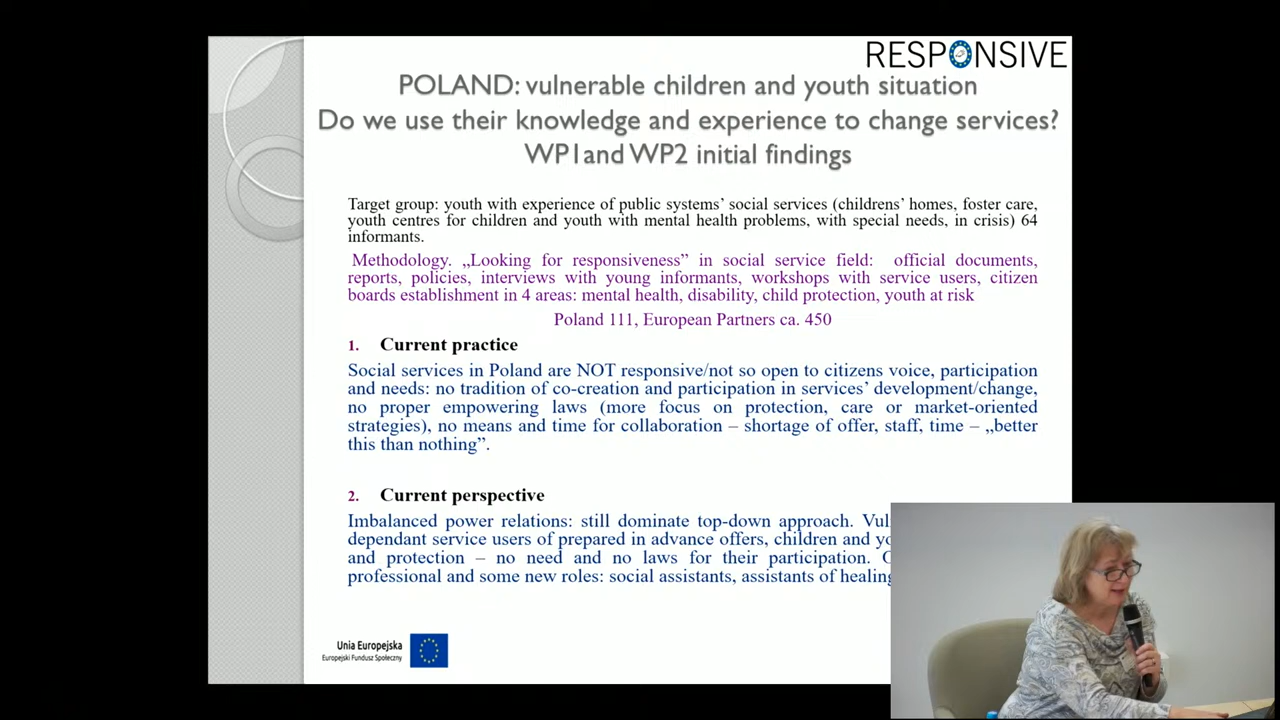 RESPONSIVE
POLAND: vulnerable children and youth situation
Do we use their knowledge and experience to change services?
WP1and WP2 initial findings
Target group: youth with experience of public systems’ social services (childrens’ homes, foster care,
youth centres for children and youth with mental health problems, with special needs, in crisis) 64
informants.
Methodology. „Looking for responsiveness” in social service field: official documents,
reports, policies, interviews with young informants, workshops with service users, citizen
boards establishment in 4 areas: mental health, disability, child protection, youth at risk
Poland 111, European Partners ca. 450
1. Current practice
Social services in Poland are NOT responsive/not so open to citizens voice, participation
and needs: no tradition of co-creation and participation in services’ development/change,
no proper empowering laws (more focus on protection, care or market-oriented
strategies), no means and time for collaboration – shortage of offer, staff, time – „better
this than nothing”.
2. Current perspective
Imbalanced power relations: still dominate top-down approach.
dependant service users of prepared in advance offers, children and
and protection – no need and no laws for their participation.
professional and some new roles: social assistants, assistants of healing
Unia Europejska
Europejski Fundusz Społeczny